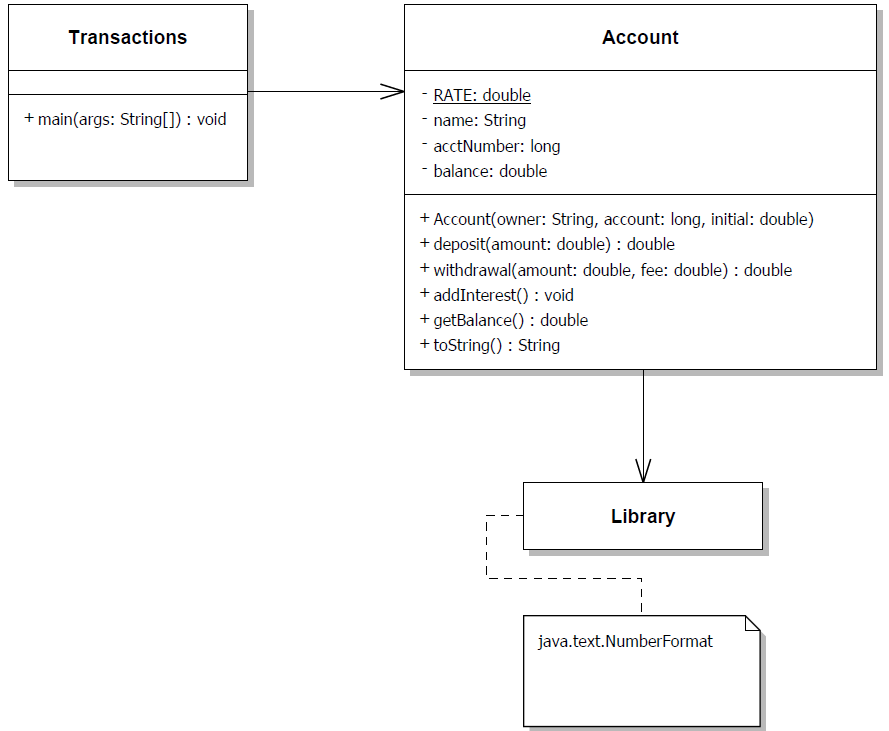 Transactions
+ main(args: String[]) : void
Account
- RATE: double
- name: String
- acctNumber: long
- balance: double
+ Account(owner: String, account: long, initial: double)
+ deposit(amount: double) : double
+ withdrawal(amount: double, fee: double) : double
+ addInterest() : void
+ getBalance() : double
+ toString() : String
Library
java.text.NumberFormat